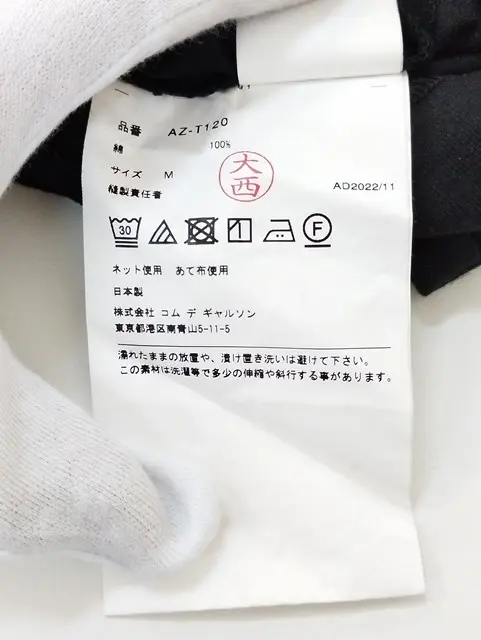 品番 AZ-T120
綿 100%
サイズ M
縫製責任者
大西
AD2022/11
30
F
ネット使用 あて布使用
日本製
株式会社 コム デ ギャルソン
東京都港区南青山5-11-5
濡れたままの放置や、漬け置き洗いは避けて下さい。
この素材は洗濯等で多少の伸縮や斜行する事があります。